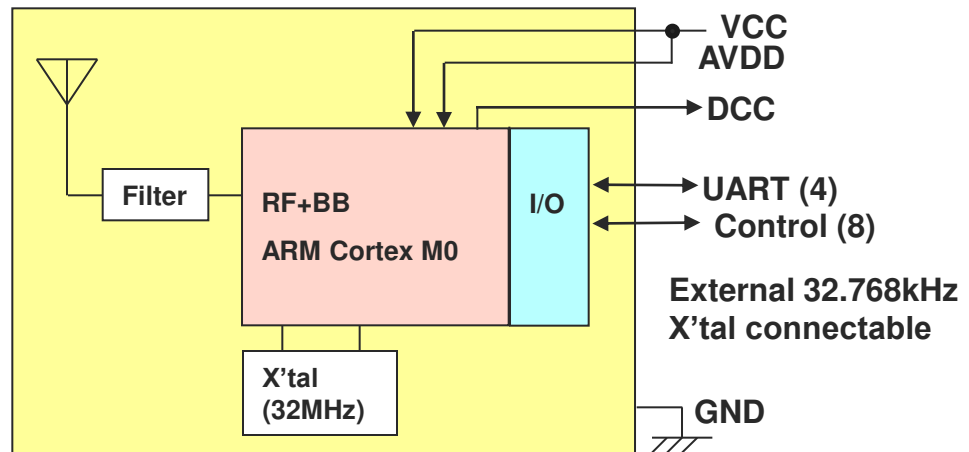 VCC
AVDD
DCC
Filter
RF+BB
ARM Cortex M0
I/O
UART (4)
Control (8)
External 32.768kHz
X'tal connectable
X'tal
(32MHz)
GND